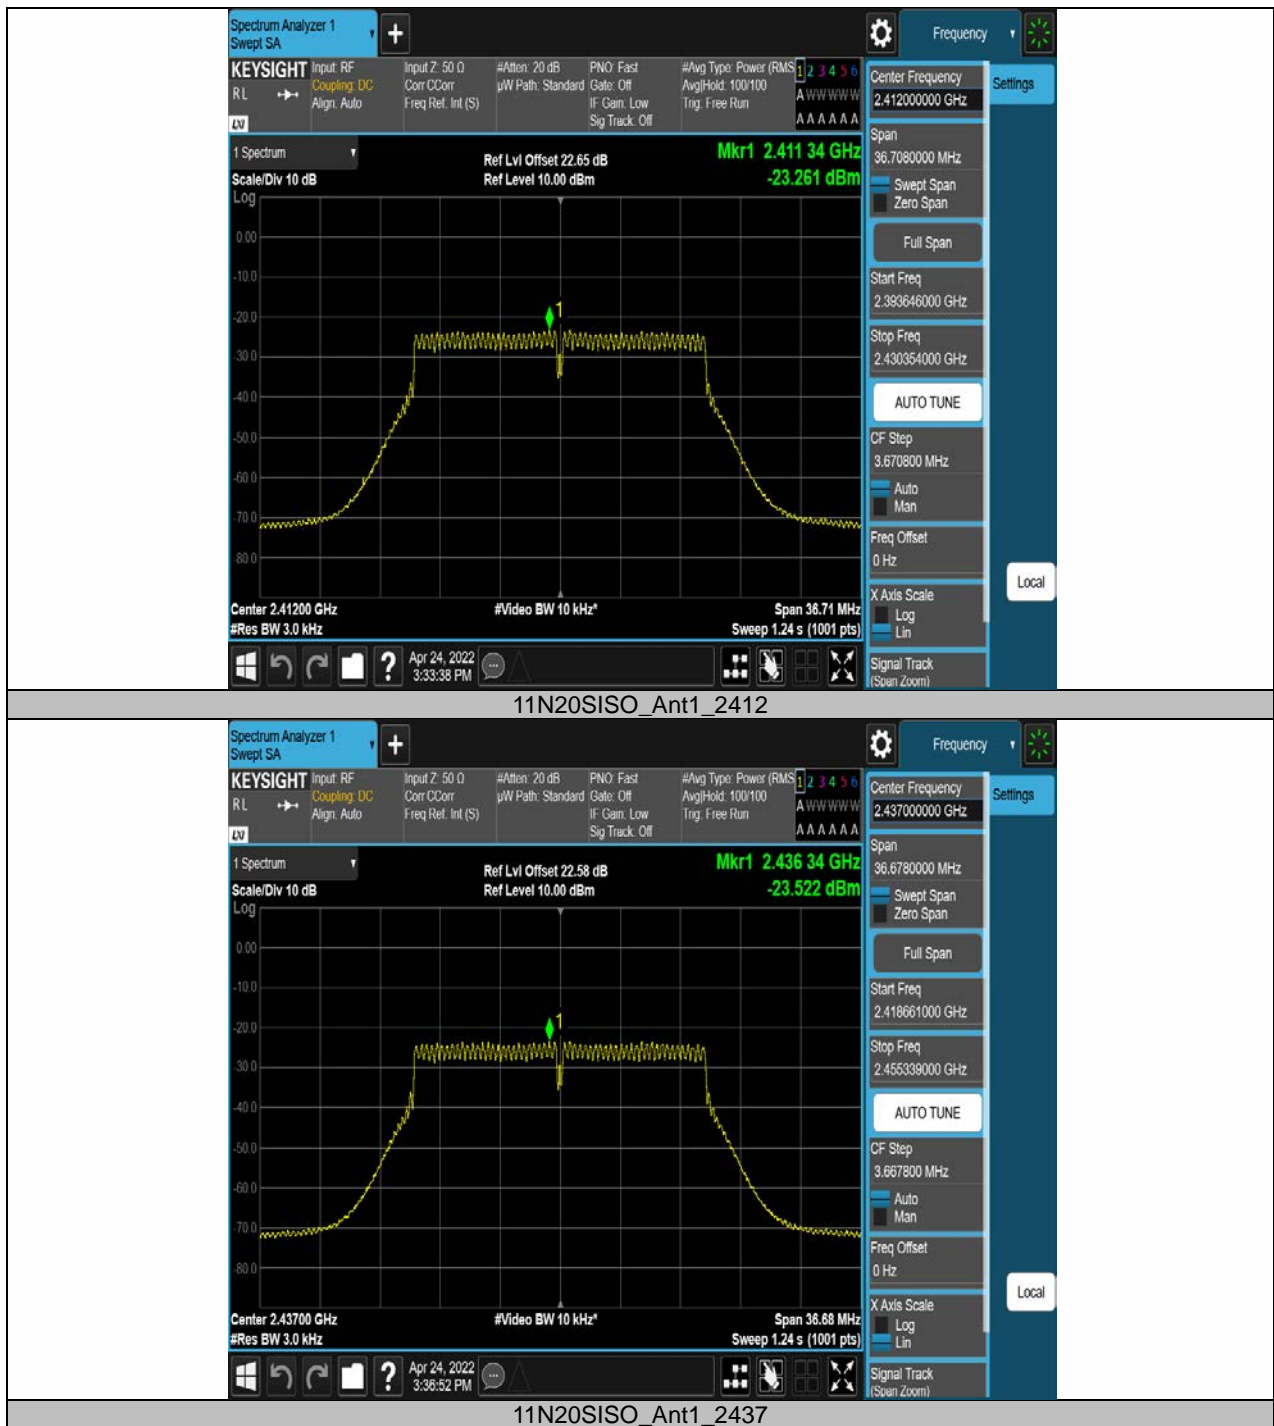 Spectrum Analyzer 1
Swept SA
+
Frequency
KEYSIGHT
RL
LXI
Input: RF
Coupling: DC
Align: Auto
Input Z: 50 Ω
Corr CCorr
Freq Ref: Int (S)
#Atten: 20 dB
µW Path: Standard
PNO: Fast
Gate: Off
IF Gain: Low
Sig Track: Off
#Avg Type: Power (RMS
Avg|Hold: 100/100
Trig: Free Run
1 2 3 4 5 6
A W W W W W
A A A A A A
Center Frequency
2.412000000 GHz
Settings
1 Spectrum
Scale/Div 10 dB
Log
Ref Lvl Offset 22.65 dB
Ref Level 10.00 dBm
Mkr1 2.411 34 GHz
-23.261 dBm
Span
36.7080000 MHz
Swept Span
Zero Span
Full Span
Start Freq
2.393646000 GHz
Stop Freq
2.430354000 GHz
AUTO TUNE
CF Step
3.670800 MHz
Auto
Man
Freq Offset
0 Hz
X Axis Scale
Log
Lin
Signal Track
(Span Zoom)
Local
0.00
-10.0
-20.0
-30.0
-40.0
-50.0
-60.0
-70.0
-80.0
1
Center 2.41200 GHz
#Res BW 3.0 kHz
#Video BW 10 kHz*
Span 36.71 MHz
Sweep 1.24 s (1001 pts)
?
Apr 24, 2022
3:33:38 PM
11N20SISO_Ant1_2412
Spectrum Analyzer 1
Swept SA
+
Frequency
KEYSIGHT
RL
LXI
Input: RF
Coupling: DC
Align: Auto
Input Z: 50 Ω
Corr CCorr
Freq Ref: Int (S)
#Atten: 20 dB
µW Path: Standard
PNO: Fast
Gate: Off
IF Gain: Low
Sig Track: Off
#Avg Type: Power (RMS
Avg|Hold: 100/100
Trig: Free Run
1 2 3 4 5 6
A W W W W W
A A A A A A
Center Frequency
2.437000000 GHz
Settings
1 Spectrum
Scale/Div 10 dB
Log
Ref Lvl Offset 22.58 dB
Ref Level 10.00 dBm
Mkr1 2.436 34 GHz
-23.522 dBm
Span
36.6780000 MHz
Swept Span
Zero Span
Full Span
Start Freq
2.418661000 GHz
Stop Freq
2.455339000 GHz
AUTO TUNE
CF Step
3.667800 MHz
Auto
Man
Freq Offset
0 Hz
X Axis Scale
Log
Lin
Signal Track
(Span Zoom)
Local
0.00
-10.0
-20.0
-30.0
-40.0
-50.0
-60.0
-70.0
-80.0
1
Center 2.43700 GHz
#Res BW 3.0 kHz
#Video BW 10 kHz*
Span 36.68 MHz
Sweep 1.24 s (1001 pts)
?
Apr 24, 2022
3:36:52 PM
11N20SISO_Ant1_2437